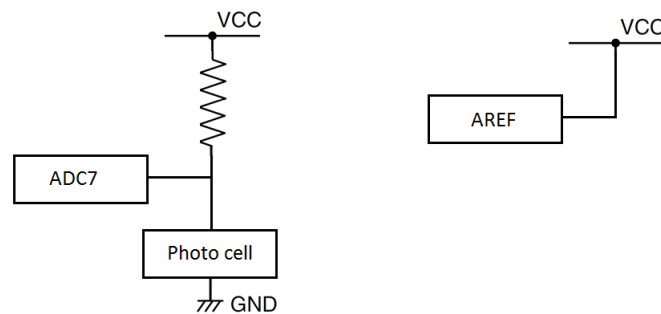 VCC
ADC7
Photo cell
GND
VCC
AREF